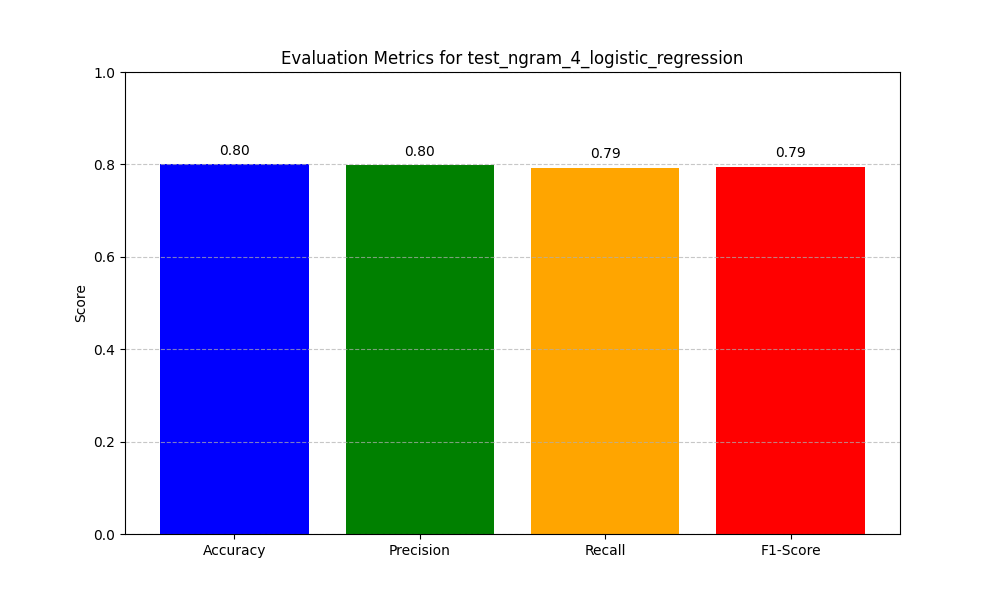 Evaluation Metrics for test_ngram_4_logistic_regression
1.0
0.8
0.6
0.4
0.2
0.0
Score
0.80
0.80
0.79
0.79
Accuracy
Precision
Recall
F1-Score